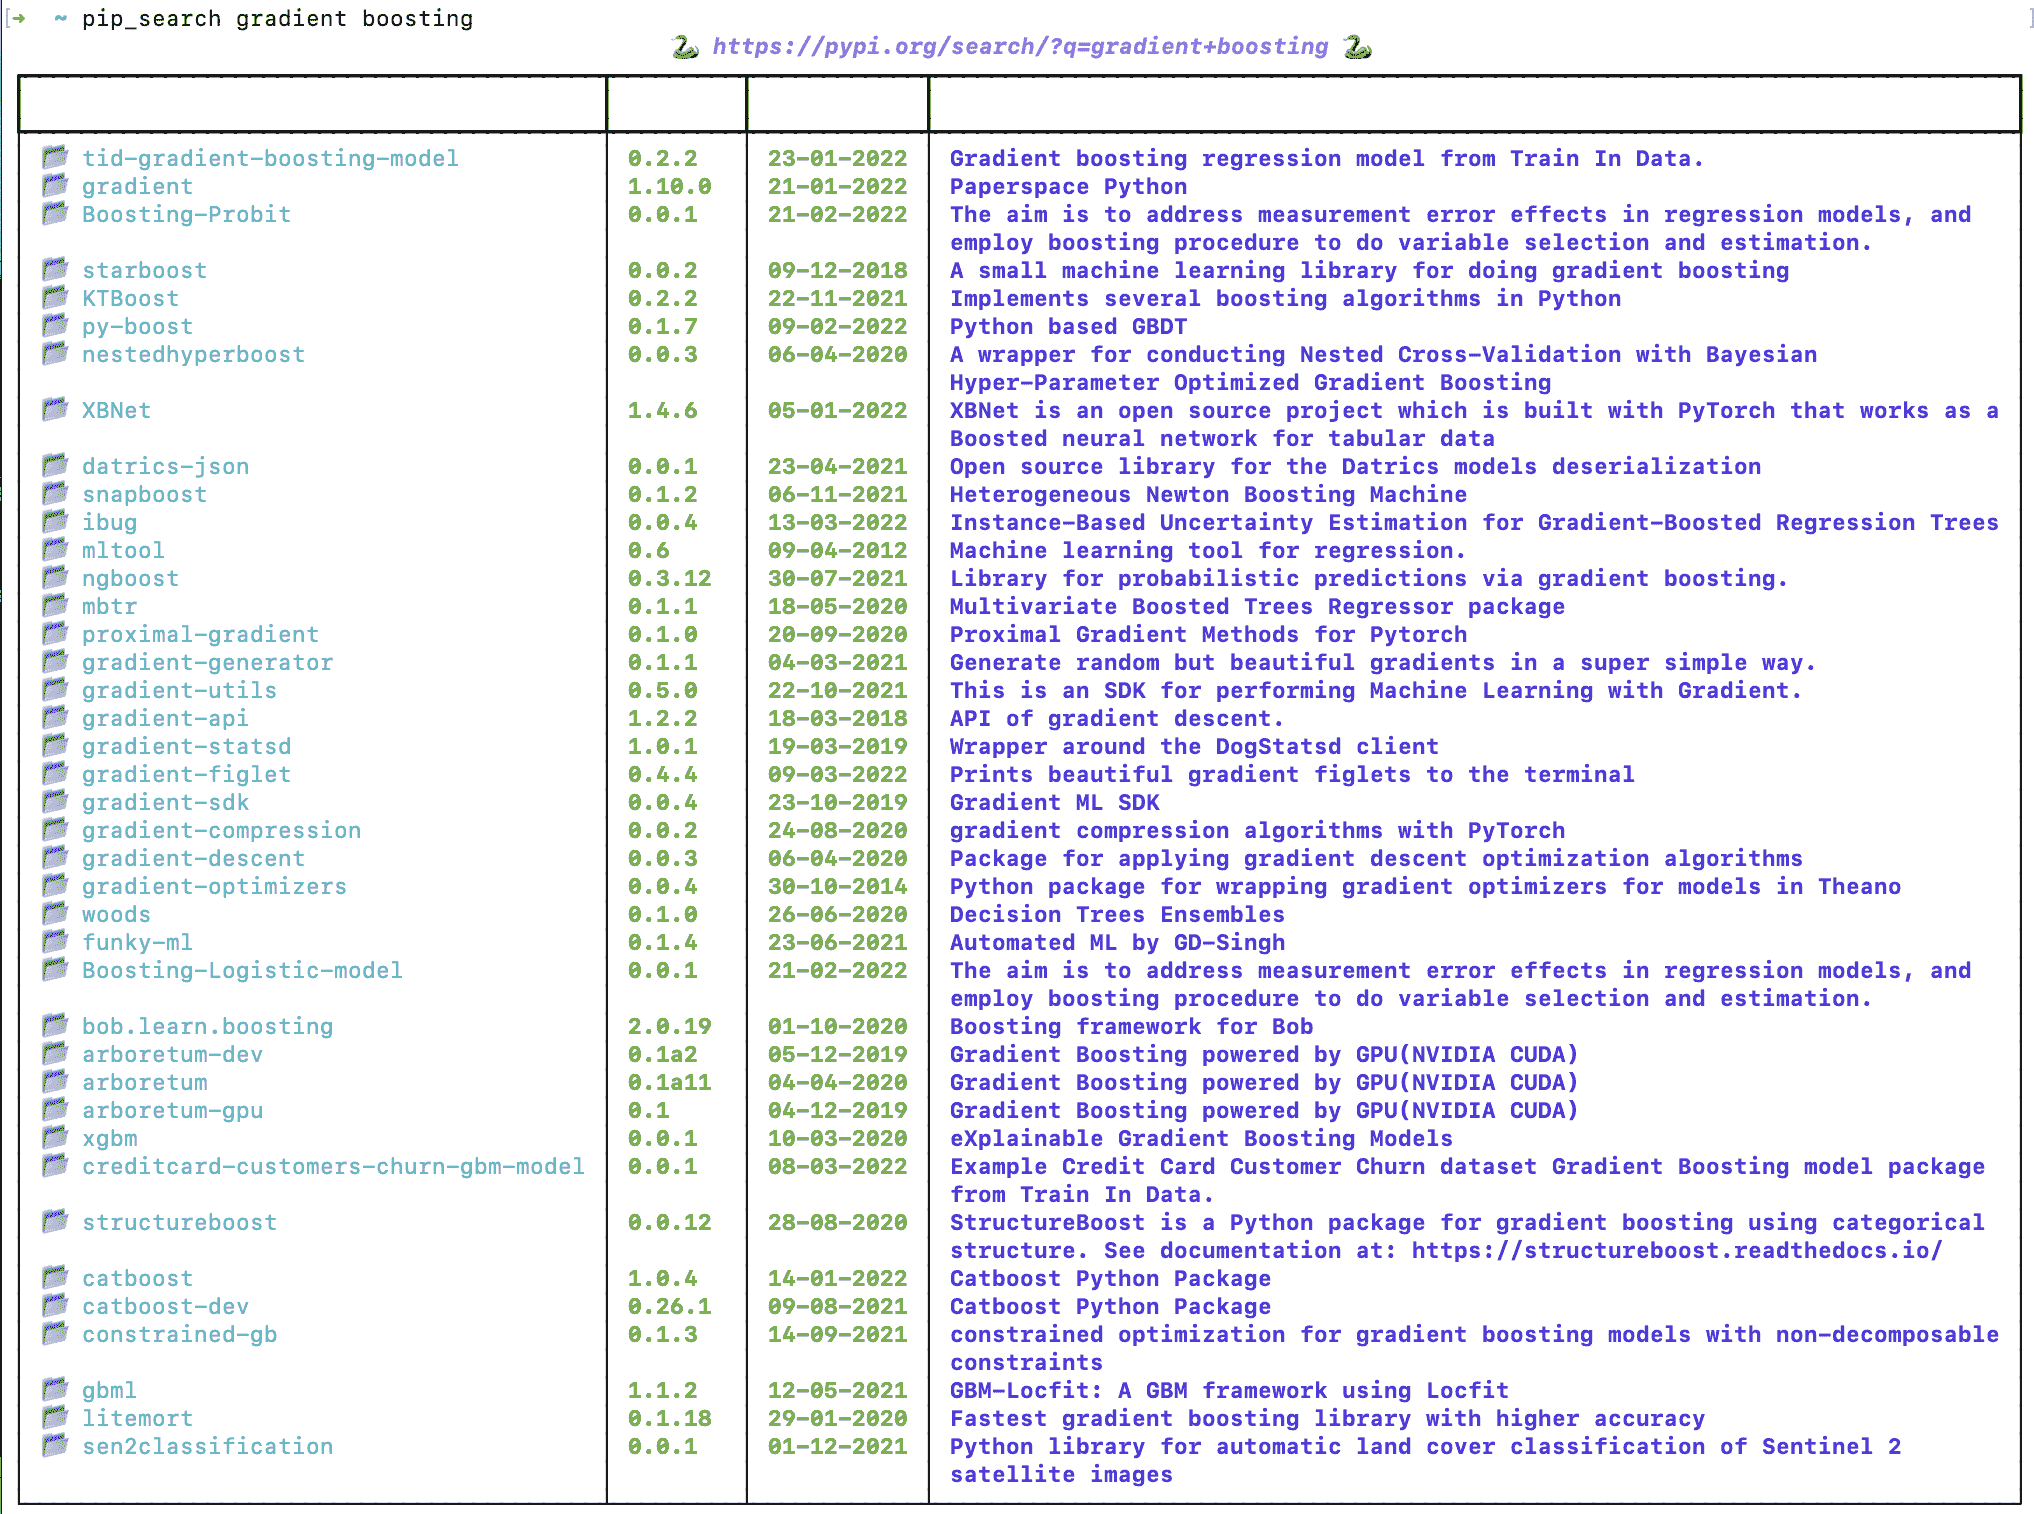 [→ ~ pip_search gradient boosting ]
🐍 https://pypi.org/search/?q=gradient+boosting 🐍
📂 tid-gradient-boosting-model 0.2.2 23-01-2022 Gradient boosting regression model from Train In Data.
📂 gradient 1.10.0 21-01-2022 Paperspace Python
📂 Boosting-Probit 0.0.1 21-02-2022 The aim is to address measurement error effects in regression models, and
employ boosting procedure to do variable selection and estimation.
📂 starboost 0.0.2 09-12-2018 A small machine learning library for doing gradient boosting
📂 KTBoost 0.2.2 22-11-2021 Implements several boosting algorithms in Python
📂 py-boost 0.1.7 09-02-2022 Python based GBDT
📂 nestedhyperboost 0.0.3 06-04-2020 A wrapper for conducting Nested Cross-Validation with Bayesian
Hyper-Parameter Optimized Gradient Boosting
📂 XBNet 1.4.6 05-01-2022 XBNet is an open source project which is built with PyTorch that works as a
Boosted neural network for tabular data
📂 datrics-json 0.0.1 23-04-2021 Open source library for the Datrics models deserialization
📂 snapboost 0.1.2 06-11-2021 Heterogeneous Newton Boosting Machine
📂 ibug 0.0.4 13-03-2022 Instance-Based Uncertainty Estimation for Gradient-Boosted Regression Trees
📂 mltool 0.6 09-04-2012 Machine learning tool for regression.
📂 ngboost 0.3.12 30-07-2021 Library for probabilistic predictions via gradient boosting.
📂 mbtr 0.1.1 18-05-2020 Multivariate Boosted Trees Regressor package
📂 proximal-gradient 0.1.0 20-09-2020 Proximal Gradient Methods for Pytorch
📂 gradient-generator 0.1.1 04-03-2021 Generate random but beautiful gradients in a super simple way.
📂 gradient-utils 0.5.0 22-10-2021 This is an SDK for performing Machine Learning with Gradient.
📂 gradient-api 1.2.2 18-03-2018 API of gradient descent.
📂 gradient-statsd 1.0.1 19-03-2019 Wrapper around the DogStatsd client
📂 gradient-figlet 0.4.4 09-03-2022 Prints beautiful gradient figlets to the terminal
📂 gradient-sdk 0.0.4 23-10-2019 Gradient ML SDK
📂 gradient-compression 0.0.2 24-08-2020 gradient compression algorithms with PyTorch
📂 gradient-descent 0.0.3 06-04-2020 Package for applying gradient descent optimization algorithms
📂 gradient-optimizers 0.0.4 30-10-2014 Python package for wrapping gradient optimizers for models in Theano
📂 woods 0.1.0 26-06-2020 Decision Trees Ensembles
📂 funky-ml 0.1.4 23-06-2021 Automated ML by GD-Singh
📂 Boosting-Logistic-model 0.0.1 21-02-2022 The aim is to address measurement error effects in regression models, and
employ boosting procedure to do variable selection and estimation.
📂 bob.learn.boosting 2.0.19 01-10-2020 Boosting framework for Bob
📂 arboretum-dev 0.1a2 05-12-2019 Gradient Boosting powered by GPU(NVIDIA CUDA)
📂 arboretum 0.1a11 04-04-2020 Gradient Boosting powered by GPU(NVIDIA CUDA)
📂 arboretum-gpu 0.1 04-12-2019 Gradient Boosting powered by GPU(NVIDIA CUDA)
📂 xgbm 0.0.1 10-03-2020 eXplainable Gradient Boosting Models
📂 creditcard-customers-churn-gbm-model 0.0.1 08-03-2022 Example Credit Card Customer Churn dataset Gradient Boosting model package
from Train In Data.
📂 structureboost 0.0.12 28-08-2020 StructureBoost is a Python package for gradient boosting using categorical
structure. See documentation at: https://structureboost.readthedocs.io/
📂 catboost 1.0.4 14-01-2022 Catboost Python Package
📂 catboost-dev 0.26.1 09-08-2021 Catboost Python Package
📂 constrained-gb 0.1.3 14-09-2021 constrained optimization for gradient boosting models with non-decomposable
constraints
📂 gbml 1.1.2 12-05-2021 GBM-Locfit: A GBM framework using Locfit
📂 litemort 0.1.18 29-01-2020 Fastest gradient boosting library with higher accuracy
📂 sen2classification 0.0.1 01-12-2021 Python library for automatic land cover classification of Sentinel 2
satellite images